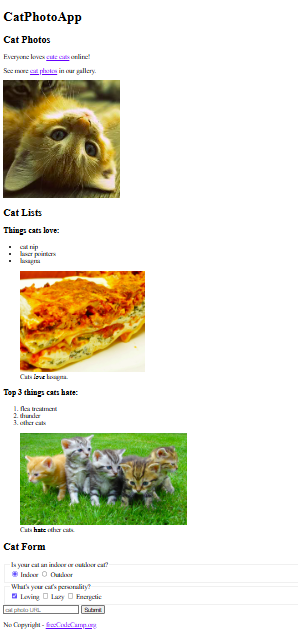 CatPhotoApp
Cat Photos
Everyone loves cute cats online!
See more cat photos in our gallery.
Cat Lists
Things cats love:
• cat nip
• laser pointers
• lasagna
Cats love lasagna.
Top 3 things cats hate:
1. flea treatment
2. thunder
3. other cats
Cats hate other cats.
Cat Form
Is your cat an indoor or outdoor cat?
Indoor Outdoor
What's your cat's personality?
Loving Lazy Energetic
cat photo URL Submit
No Copyright - freeCodeCamp.org